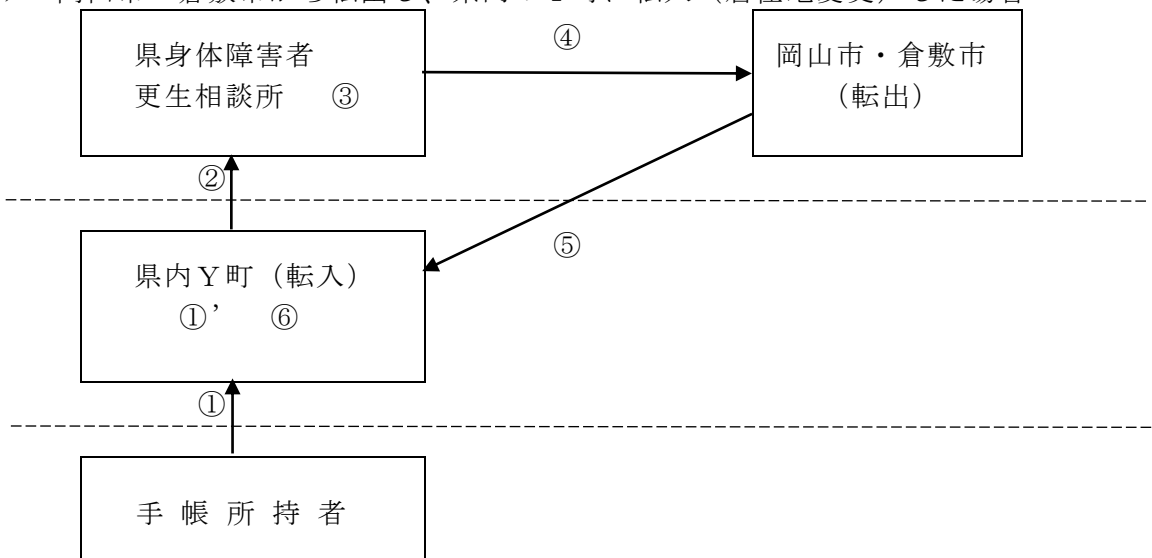 県身体障害者
更生相談所 ③
④
岡山市・倉敷市
（転出）
②
県内Ｙ町（転入）
①’ ⑥
⑤
①
手 帳 所 持 者